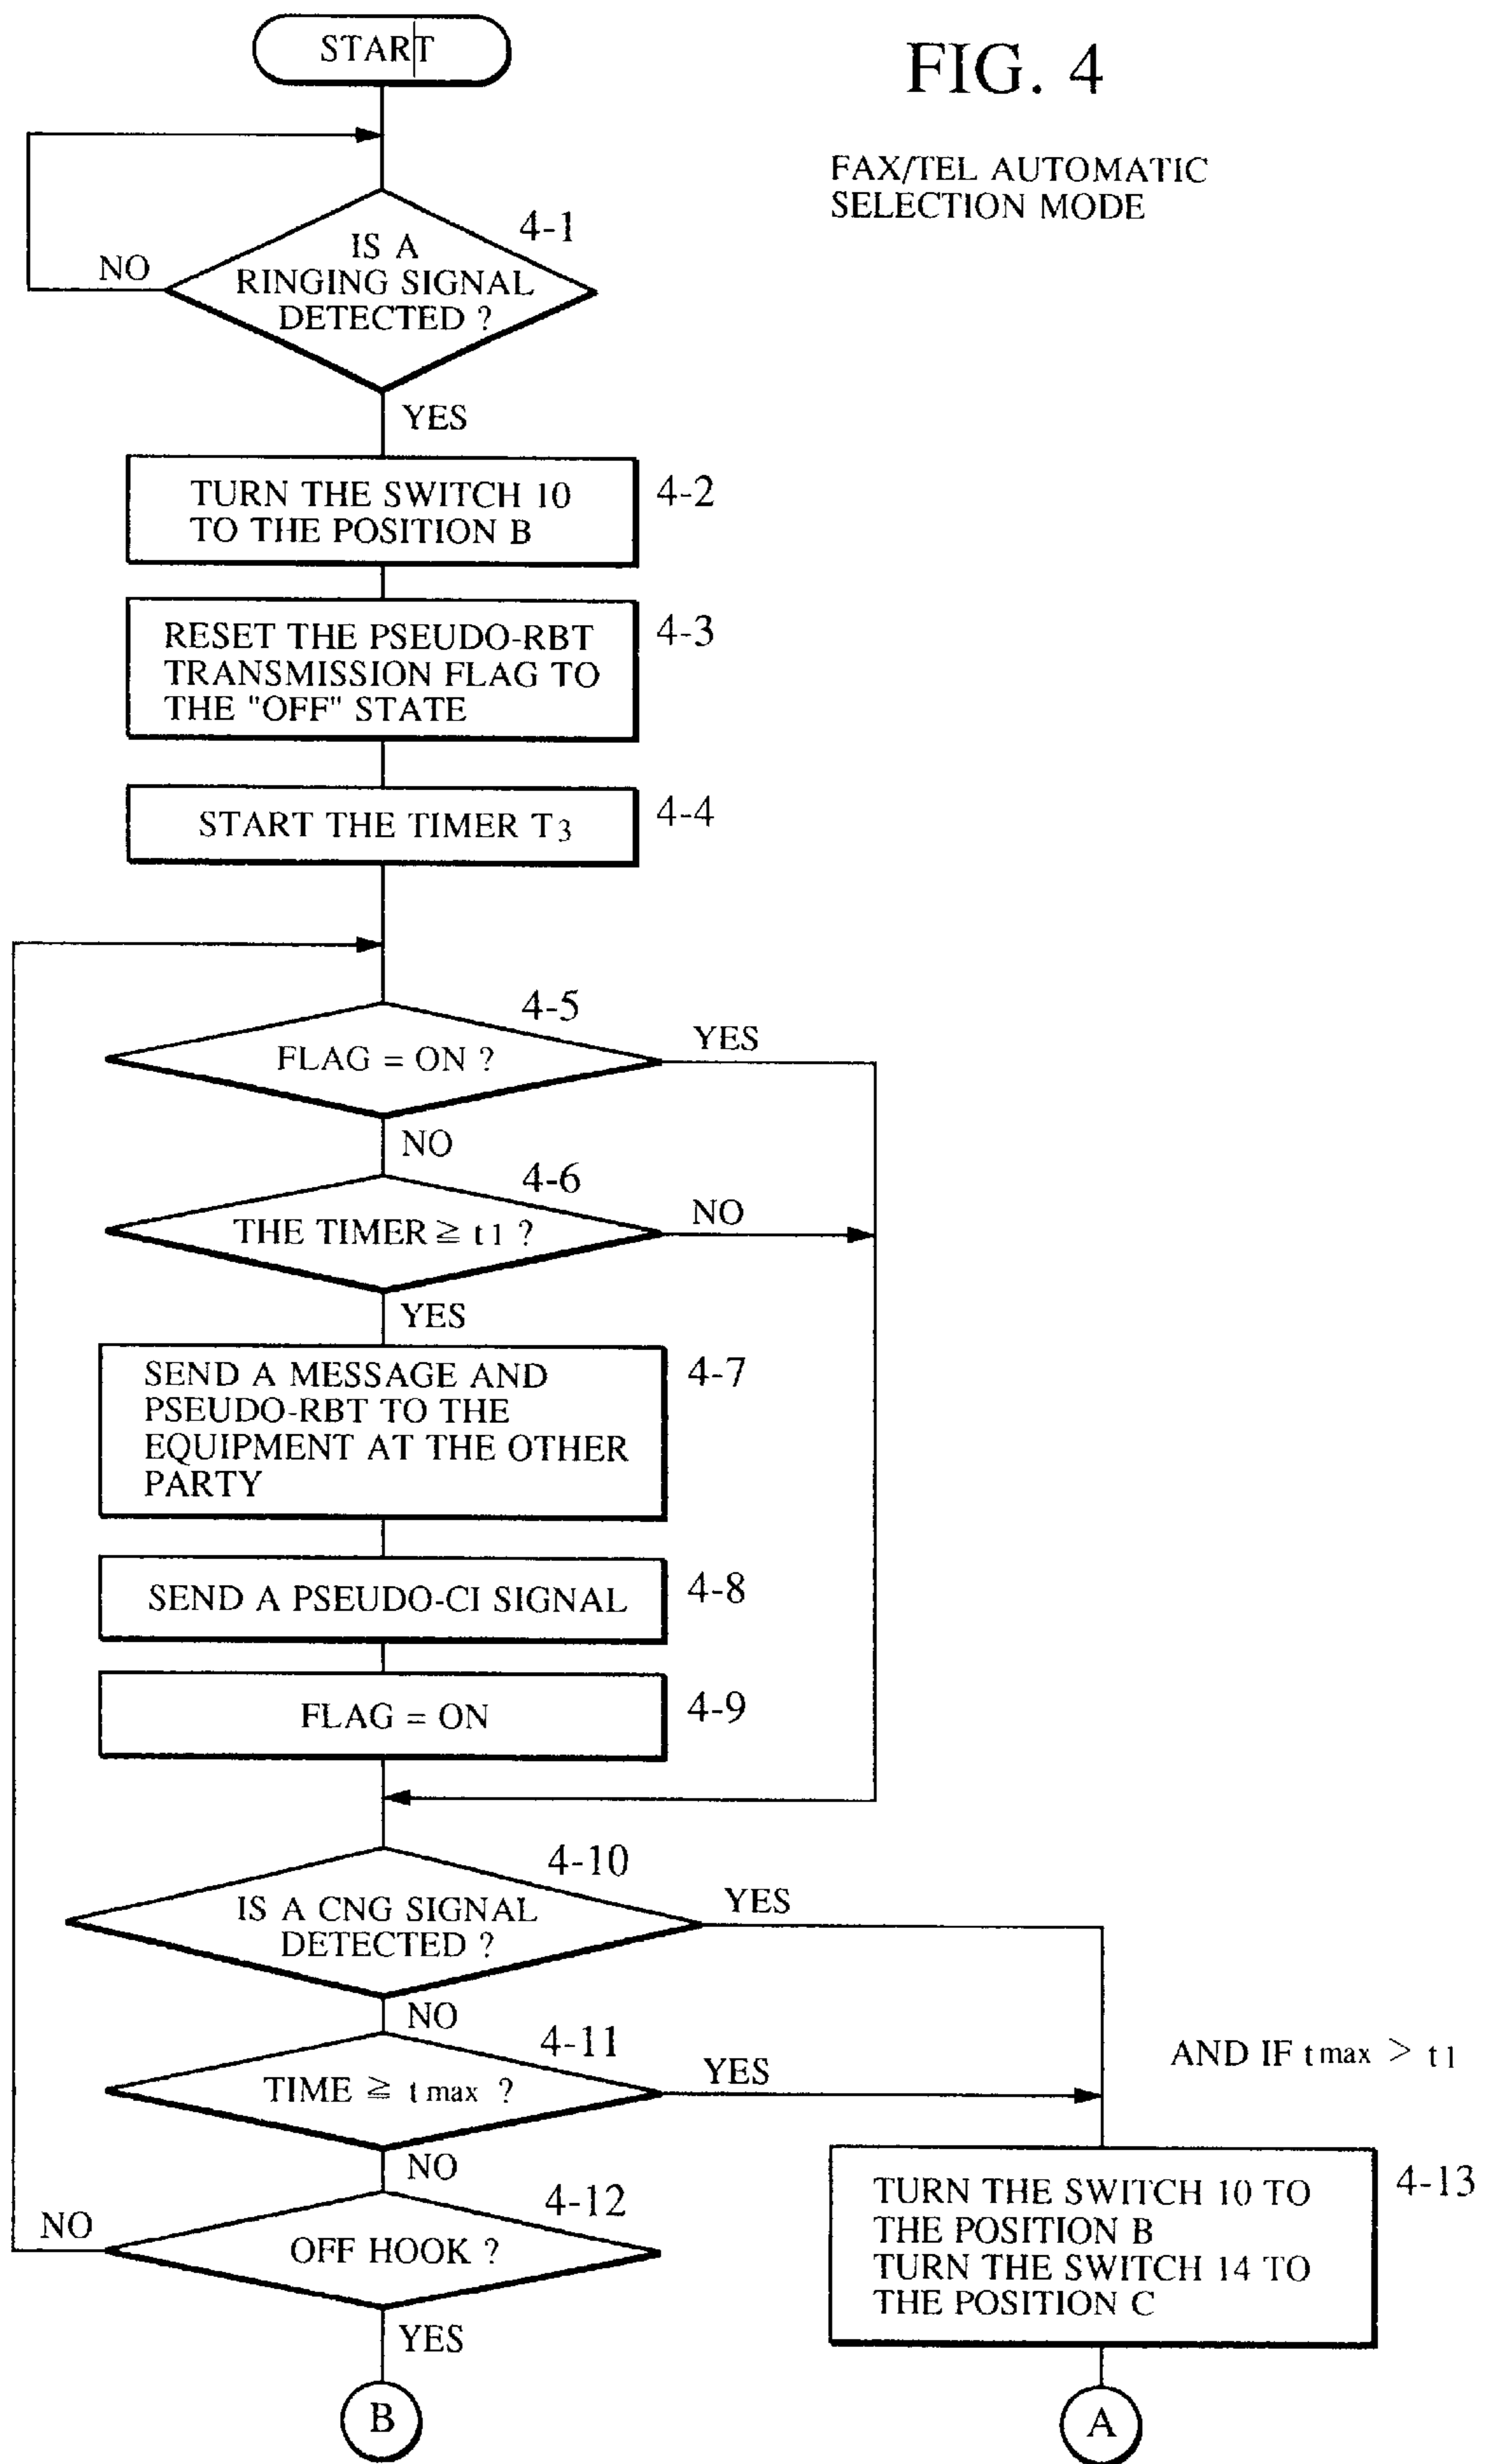 START
FIG. 4
FAX/TEL AUTOMATIC
SELECTION MODE
4-1
IS A
RINGING SIGNAL
DETECTED ?
NO
YES
TURN THE SWITCH 10
TO THE POSITION B
4-2
RESET THE PSEUDO-RBT
TRANSMISSION FLAG TO
THE "OFF" STATE
4-3
START THE TIMER T3
4-4
4-5
FLAG = ON ?
YES
NO
4-6
THE TIMER ≧ t1 ?
NO
YES
SEND A MESSAGE AND
PSEUDO-RBT TO THE
EQUIPMENT AT THE OTHER
PARTY
4-7
SEND A PSEUDO-CI SIGNAL
4-8
FLAG = ON
4-9
4-10
IS A CNG SIGNAL
DETECTED ?
YES
NO
4-11
TIME ≧ tmax ?
YES
AND IF tmax > t1
NO
4-12
OFF HOOK ?
NO
YES
B
4-13
TURN THE SWITCH 10 TO
THE POSITION B
TURN THE SWITCH 14 TO
THE POSITION C
A